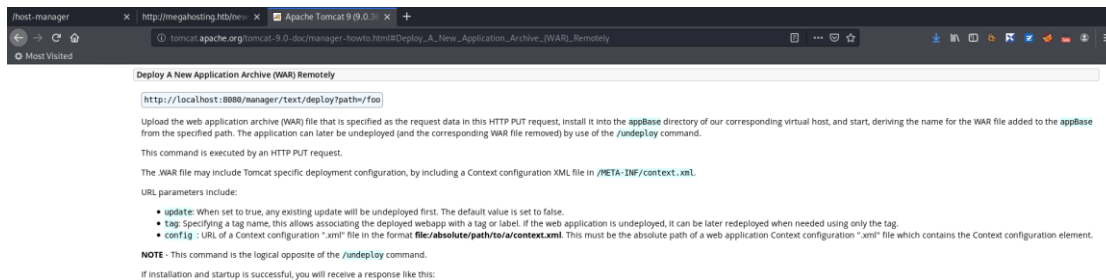 /host-manager
http://megahosting.htb/new
Apache Tomcat 9 (9.0.36
tomcat.apache.org/tomcat-9.0-doc/manager-howto.html#Deploy_A_New_Application_Archive_(WAR)_Remotely
Most Visited
Deploy A New Application Archive (WAR) Remotely
http://localhost:8080/manager/text/deploy?path=/foo
Upload the web application archive (WAR) file that is specified as the request data in this HTTP PUT request, install it into the appBase directory of our corresponding virtual host, and start, deriving the name for the WAR file added to the appBase
from the specified path. The application can later be undeployed (and the corresponding WAR file removed) by use of the /undeploy command.
This command is executed by an HTTP PUT request.
The .WAR file may include Tomcat specific deployment configuration, by including a Context configuration XML file in /META-INF/context.xml.
URL parameters include:
• update: When set to true, any existing update will be undeployed first. The default value is set to false.
• tag: Specifying a tag name, this allows associating the deployed webapp with a tag or label. If the web application is undeployed, it can be later redeployed when needed using only the tag.
• config : URL of a Context configuration ".xml" file in the format file:/absolute/path/to/a/context.xml. This must be the absolute path of a web application Context configuration ".xml" file which contains the Context configuration element.
NOTE - This command is the logical opposite of the /undeploy command.
If installation and startup is successful, you will receive a response like this: